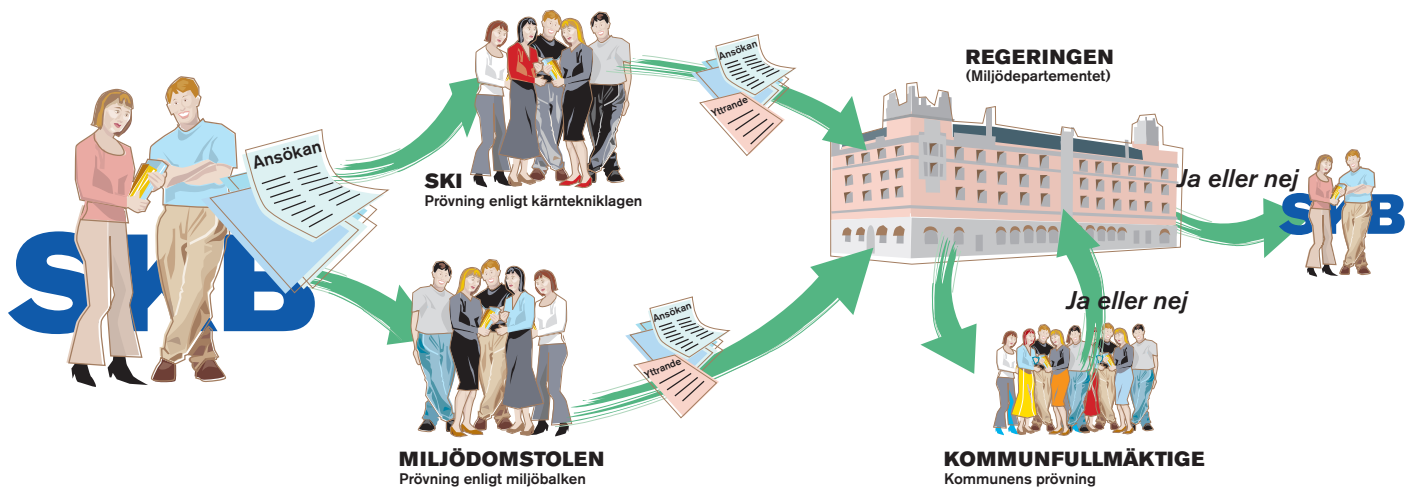 SKB
Ansökan
SKI
Prövning enligt kärntekniklagen
Ansökan
Yttrande
MILJÖDOMSTOLEN
Prövning enligt miljöbalken
Ansökan
Yttrande
REGERINGEN
(Miljödepartementet)
Ja eller nej
KOMMUNFULLMÄKTIGE
Kommunens prövning
Ja eller nej
SKB